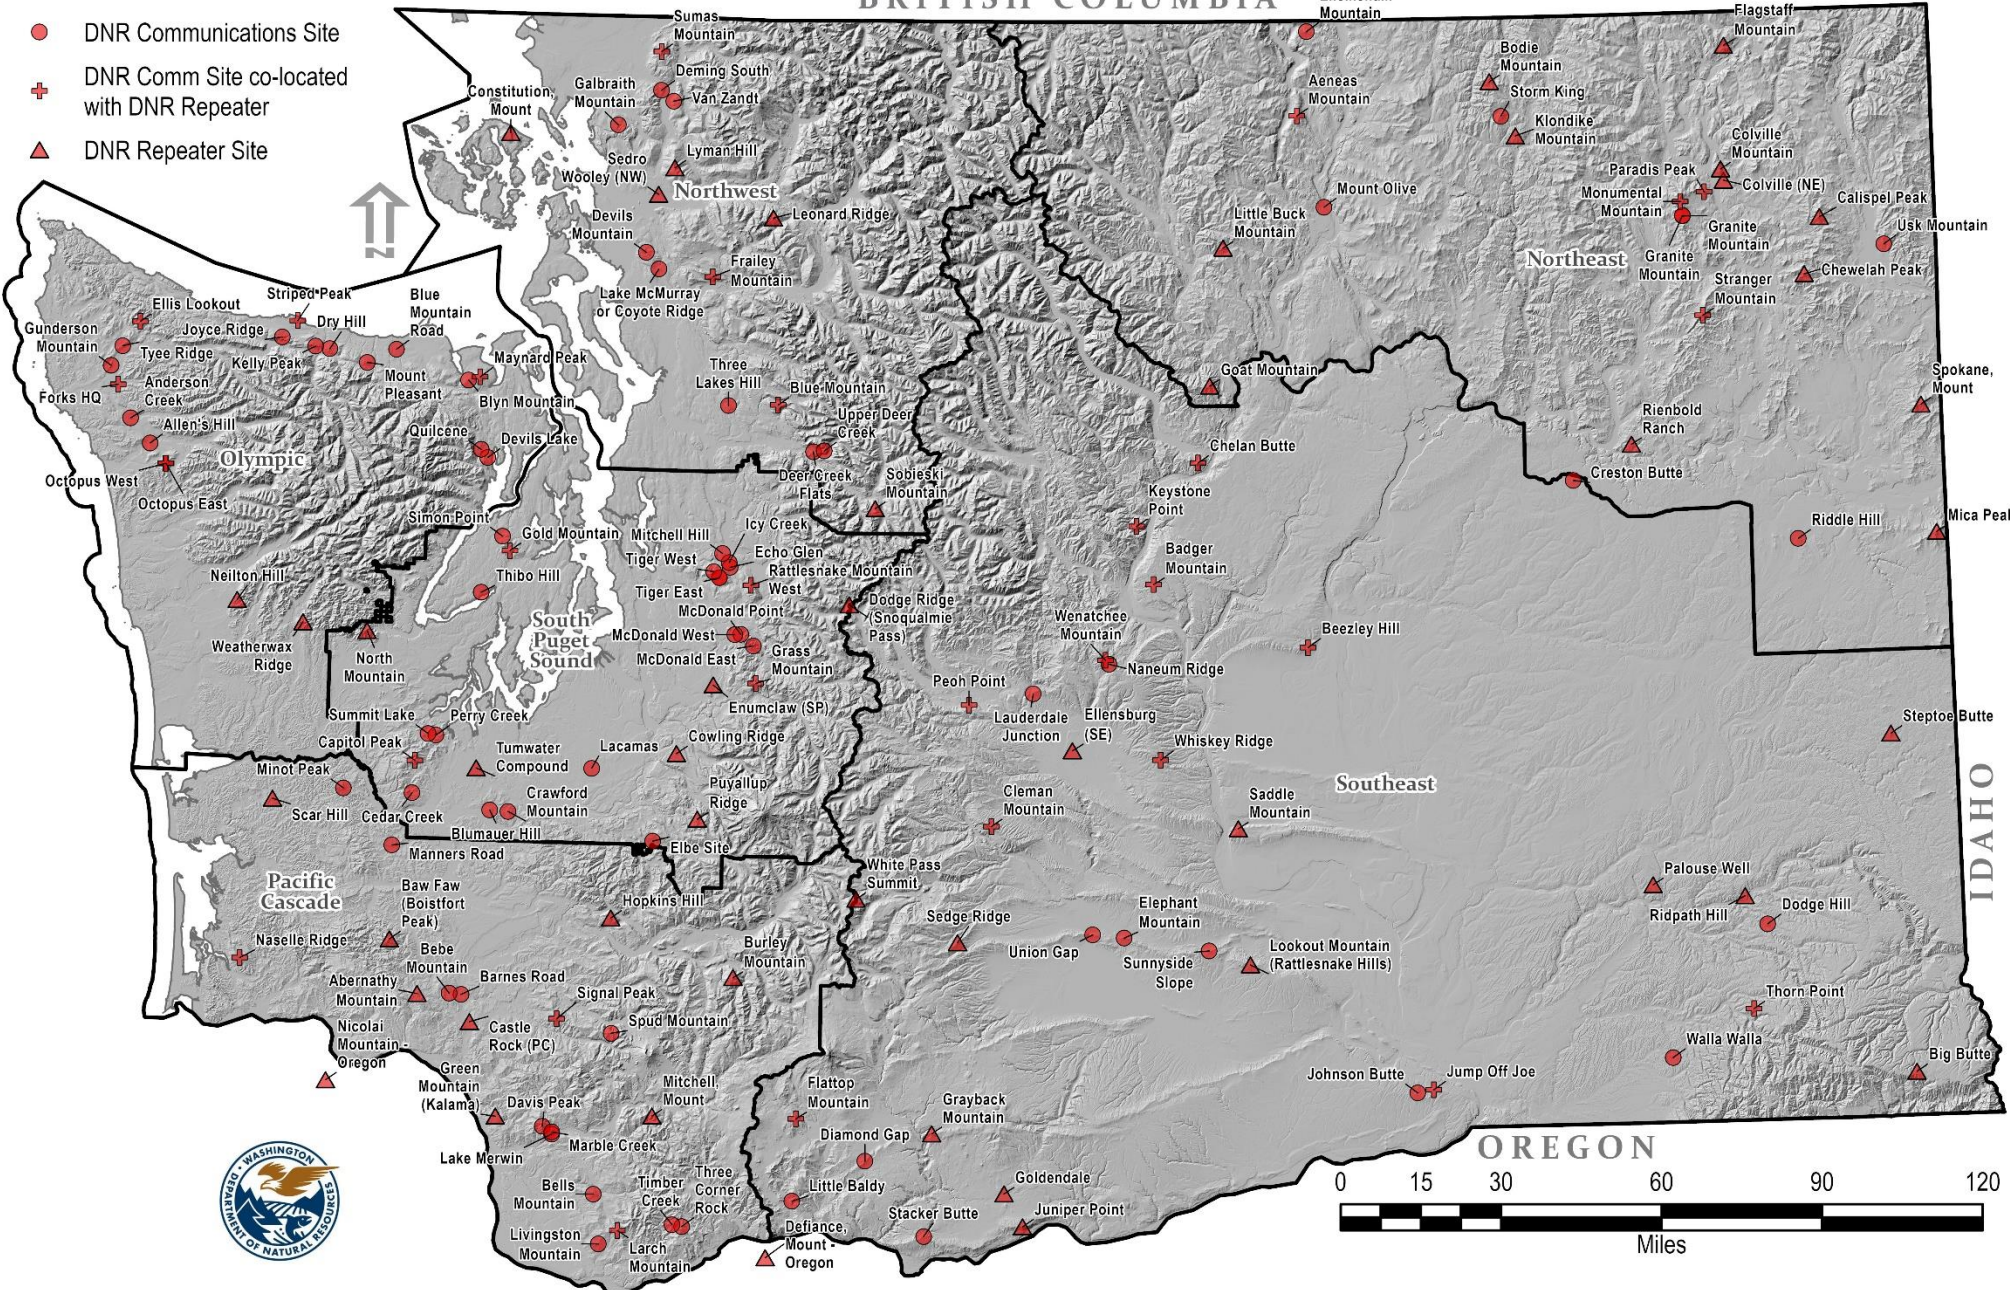 BRITISH COLUMBIA
DNR Communications Site
DNR Comm Site co-located
with DNR Repeater
DNR Repeater Site
N
Mountain
Sumas
Mountain
Deming South
Van Zandt
Galbraith
Mountain
Constitution,
Mount
Lyman Hill
Sedro
Wooley (NW)
Northwest
Leonard Ridge
Devils
Mountain
Frailey
Mountain
Lake McMurray
or Coyote Ridge
Three
Lakes Hill
Blue Mountain
Upper Deer
Creek
Deer Creek
Flats
Sobieski
Mountain
Flagstaff
Mountain
Bodie
Mountain
Storm King
Klondike
Mountain
Aeneas
Mountain
Colville
Mountain
Paradis Peak
Colville (NE)
Monumental
Mountain
Calispel Peak
Usk Mountain
Granite
Mountain
Granite
Mountain
Mount Olive
Little Buck
Mountain
Northeast
Stranger
Mountain
Chewelah Peak
Goat Mountain
Spokane,
Mount
Rienbold
Ranch
Creston Butte
Riddle Hill
Mica Peak
Ellis Lookout
Striped Peak
Blue
Mountain
Road
Gunderson
Mountain
Joyce Ridge
Dry Hill
Tyee Ridge
Kelly Peak
Maynard Peak
Forks HQ
Anderson
Creek
Mount
Pleasant
Blyn Mountain
Allen's Hill
Quilcene
Devils Lake
Olympic
Octopus West
Octopus East
Simon Point
Gold Mountain
Thibo Hill
Neilton Hill
Weatherwax
Ridge
North
Mountain
South
Puget
Sound
Mitchell Hill
Icy Creek
Tiger West
Echo Glen
Rattlesnake Mountain
West
Tiger East
McDonald Point
McDonald West
McDonald East
Grass
Mountain
Enumclaw (SP)
Dodge Ridge
(Snoqualmie
Pass)
Chelan Butte
Keystone
Point
Badger
Mountain
Wenatchee
Mountain
Naneum Ridge
Beezley Hill
Peoh Point
Lauderdale
Junction
Ellensburg
(SE)
Whiskey Ridge
Steptoe Butte
Summit Lake
Perry Creek
Capitol Peak
Tumwater
Compound
Lacamas
Cowling Ridge
Minot Peak
Scar Hill
Cedar Creek
Crawford
Mountain
Blumauer Hill
Puyallup
Ridge
Elbe Site
Manners Road
Cleman
Mountain
Saddle
Mountain
Southeast
IDAHO
Pacific
Cascade
Baw Faw
(Boistfort
Peak)
Hopkins Hill
White Pass
Summit
Naselle Ridge
Bebe
Mountain
Barnes Road
Burley
Mountain
Sedge Ridge
Union Gap
Elephant
Mountain
Sunnyside
Slope
Lookout Mountain
(Rattlesnake Hills)
Palouse Well
Ridpath Hill
Dodge Hill
Abernathy
Mountain
Signal Peak
Castle
Rock (PC)
Spud Mountain
Thorn Point
Walla Walla
Big Butte
Nicolai
Mountain -
Oregon
Green
Mountain
(Kalama)
Davis Peak
Mitchell,
Mount
Lake Merwin
Marble Creek
Flattop
Mountain
Grayback
Mountain
Johnson Butte
Jump Off Joe
Diamond Gap
OREGON
Bells
Mountain
Timber
Creek
Three
Corner
Rock
Little Baldy
Goldendale
Juniper Point
Stacker Butte
Livingston
Mountain
Larch
Mountain
Defiance,
Mount -
Oregon
WASHINGTON
DEPARTMENT OF NATURAL RESOURCES
0 15 30 60 90 120
Miles